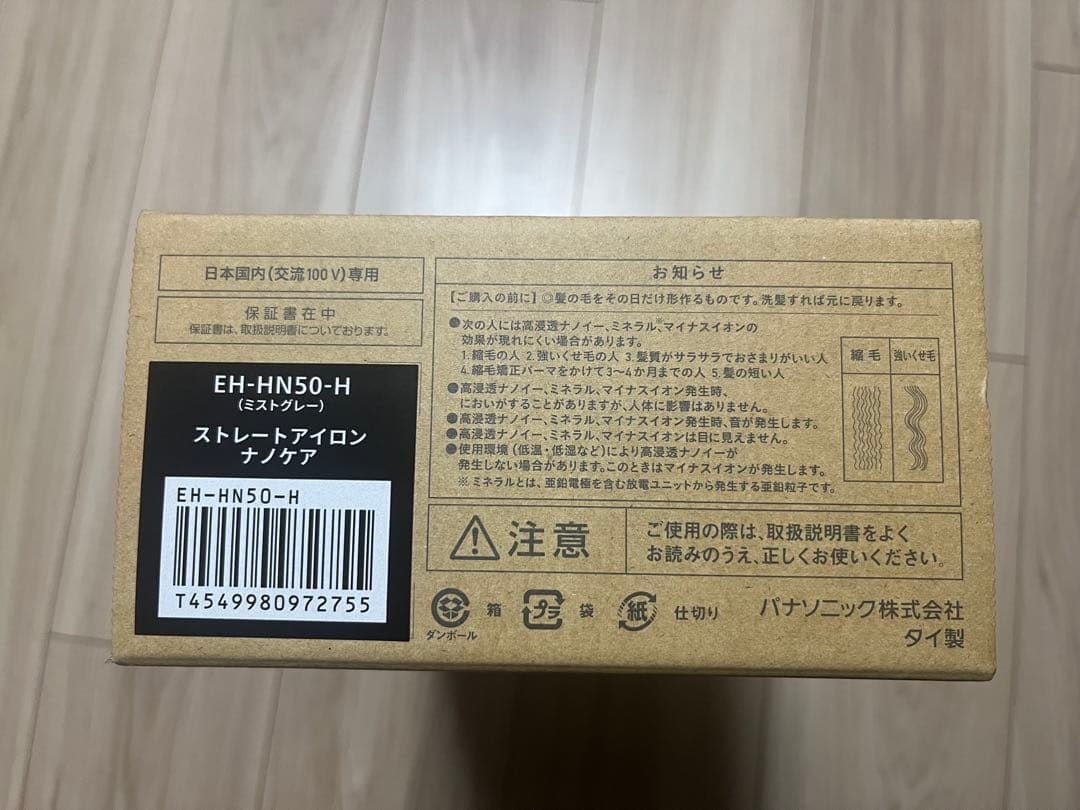 日本国内(交流100V)専用
保証書在中
保証書は、取扱説明書についております。
EH-HN50-H
(ミストグレー)
ストレートアイロン
ナノケア
EH-HN50-H
T4549980972755
お知らせ
【ご購入の前に】◎髪の毛をその日だけ形作るものです。洗髪すれば元に戻ります。
●次の人には高浸透ナノイー、ミネラル※、マイナスイオンの
効果が現れにくい場合があります。
1.縮毛の人 2.強いくせ毛の人 3.髪質がサラサラでおさまりがいい人
4.縮毛矯正パーマをかけて3〜4か月までの人 5.髪の短い人
●高浸透ナノイー、ミネラル、マイナスイオン発生時、
においがすることがありますが、人体に影響はありません。
●高浸透ナノイー、ミネラル、マイナスイオン発生時、音が発生します。
●高浸透ナノイー、ミネラル、マイナスイオンは目に見えません。
●使用環境(低温・低湿など)により高浸透ナノイーが
発生しない場合があります。このときはマイナスイオンが発生します。
※ミネラルとは、亜鉛電極を含む放電ユニットから発生する亜鉛粒子です。
縮毛 強いくせ毛
注意
ご使用の際は、取扱説明書をよく
お読みのうえ、正しくお使いください。
ダンボール 箱 プラ 袋 紙 仕切り
パナソニック株式会社
タイ製